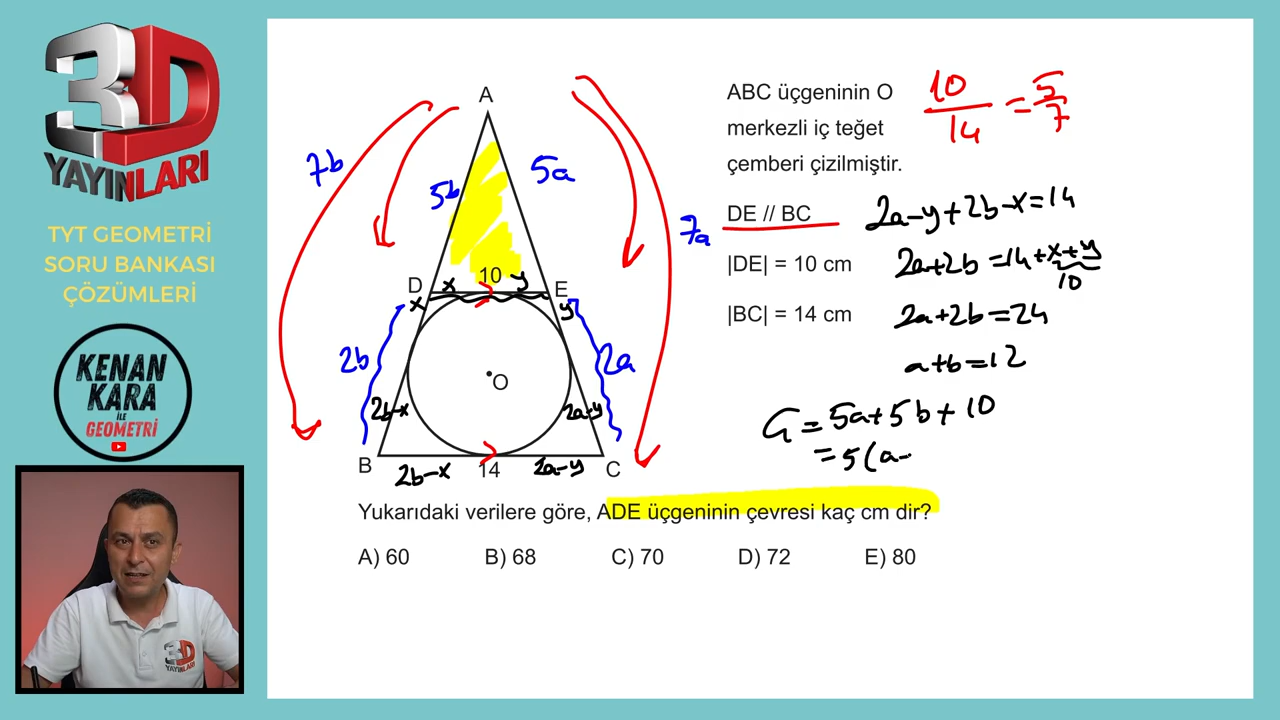 3D
YAYINLARI
TYT GEOMETRİ
SORU BANKASI
ÇÖZÜMLERİ
KENAN
KARA
İLE
GEOMETRİ
3D
YAYINLARI
A
7b
5b
5a
7a
D
x
10
y
E
x
y
2b
2a
O
2b-x
2a-y
B
2b-x
14
2a-y
C
ABC üçgeninin O
merkezli iç teğet
çemberi çizilmiştir.
DE // BC
|DE| = 10 cm
|BC| = 14 cm
10/14 = 5/7
2a-y+2b-x=14
2a+2b=14+x+y
10
2a+2b=24
a+b=12
Ç=5a+5b+10
=5(a-
Yukarıdaki verilere göre, ADE üçgeninin çevresi kaç cm dir?
A) 60 B) 68 C) 70 D) 72 E) 80